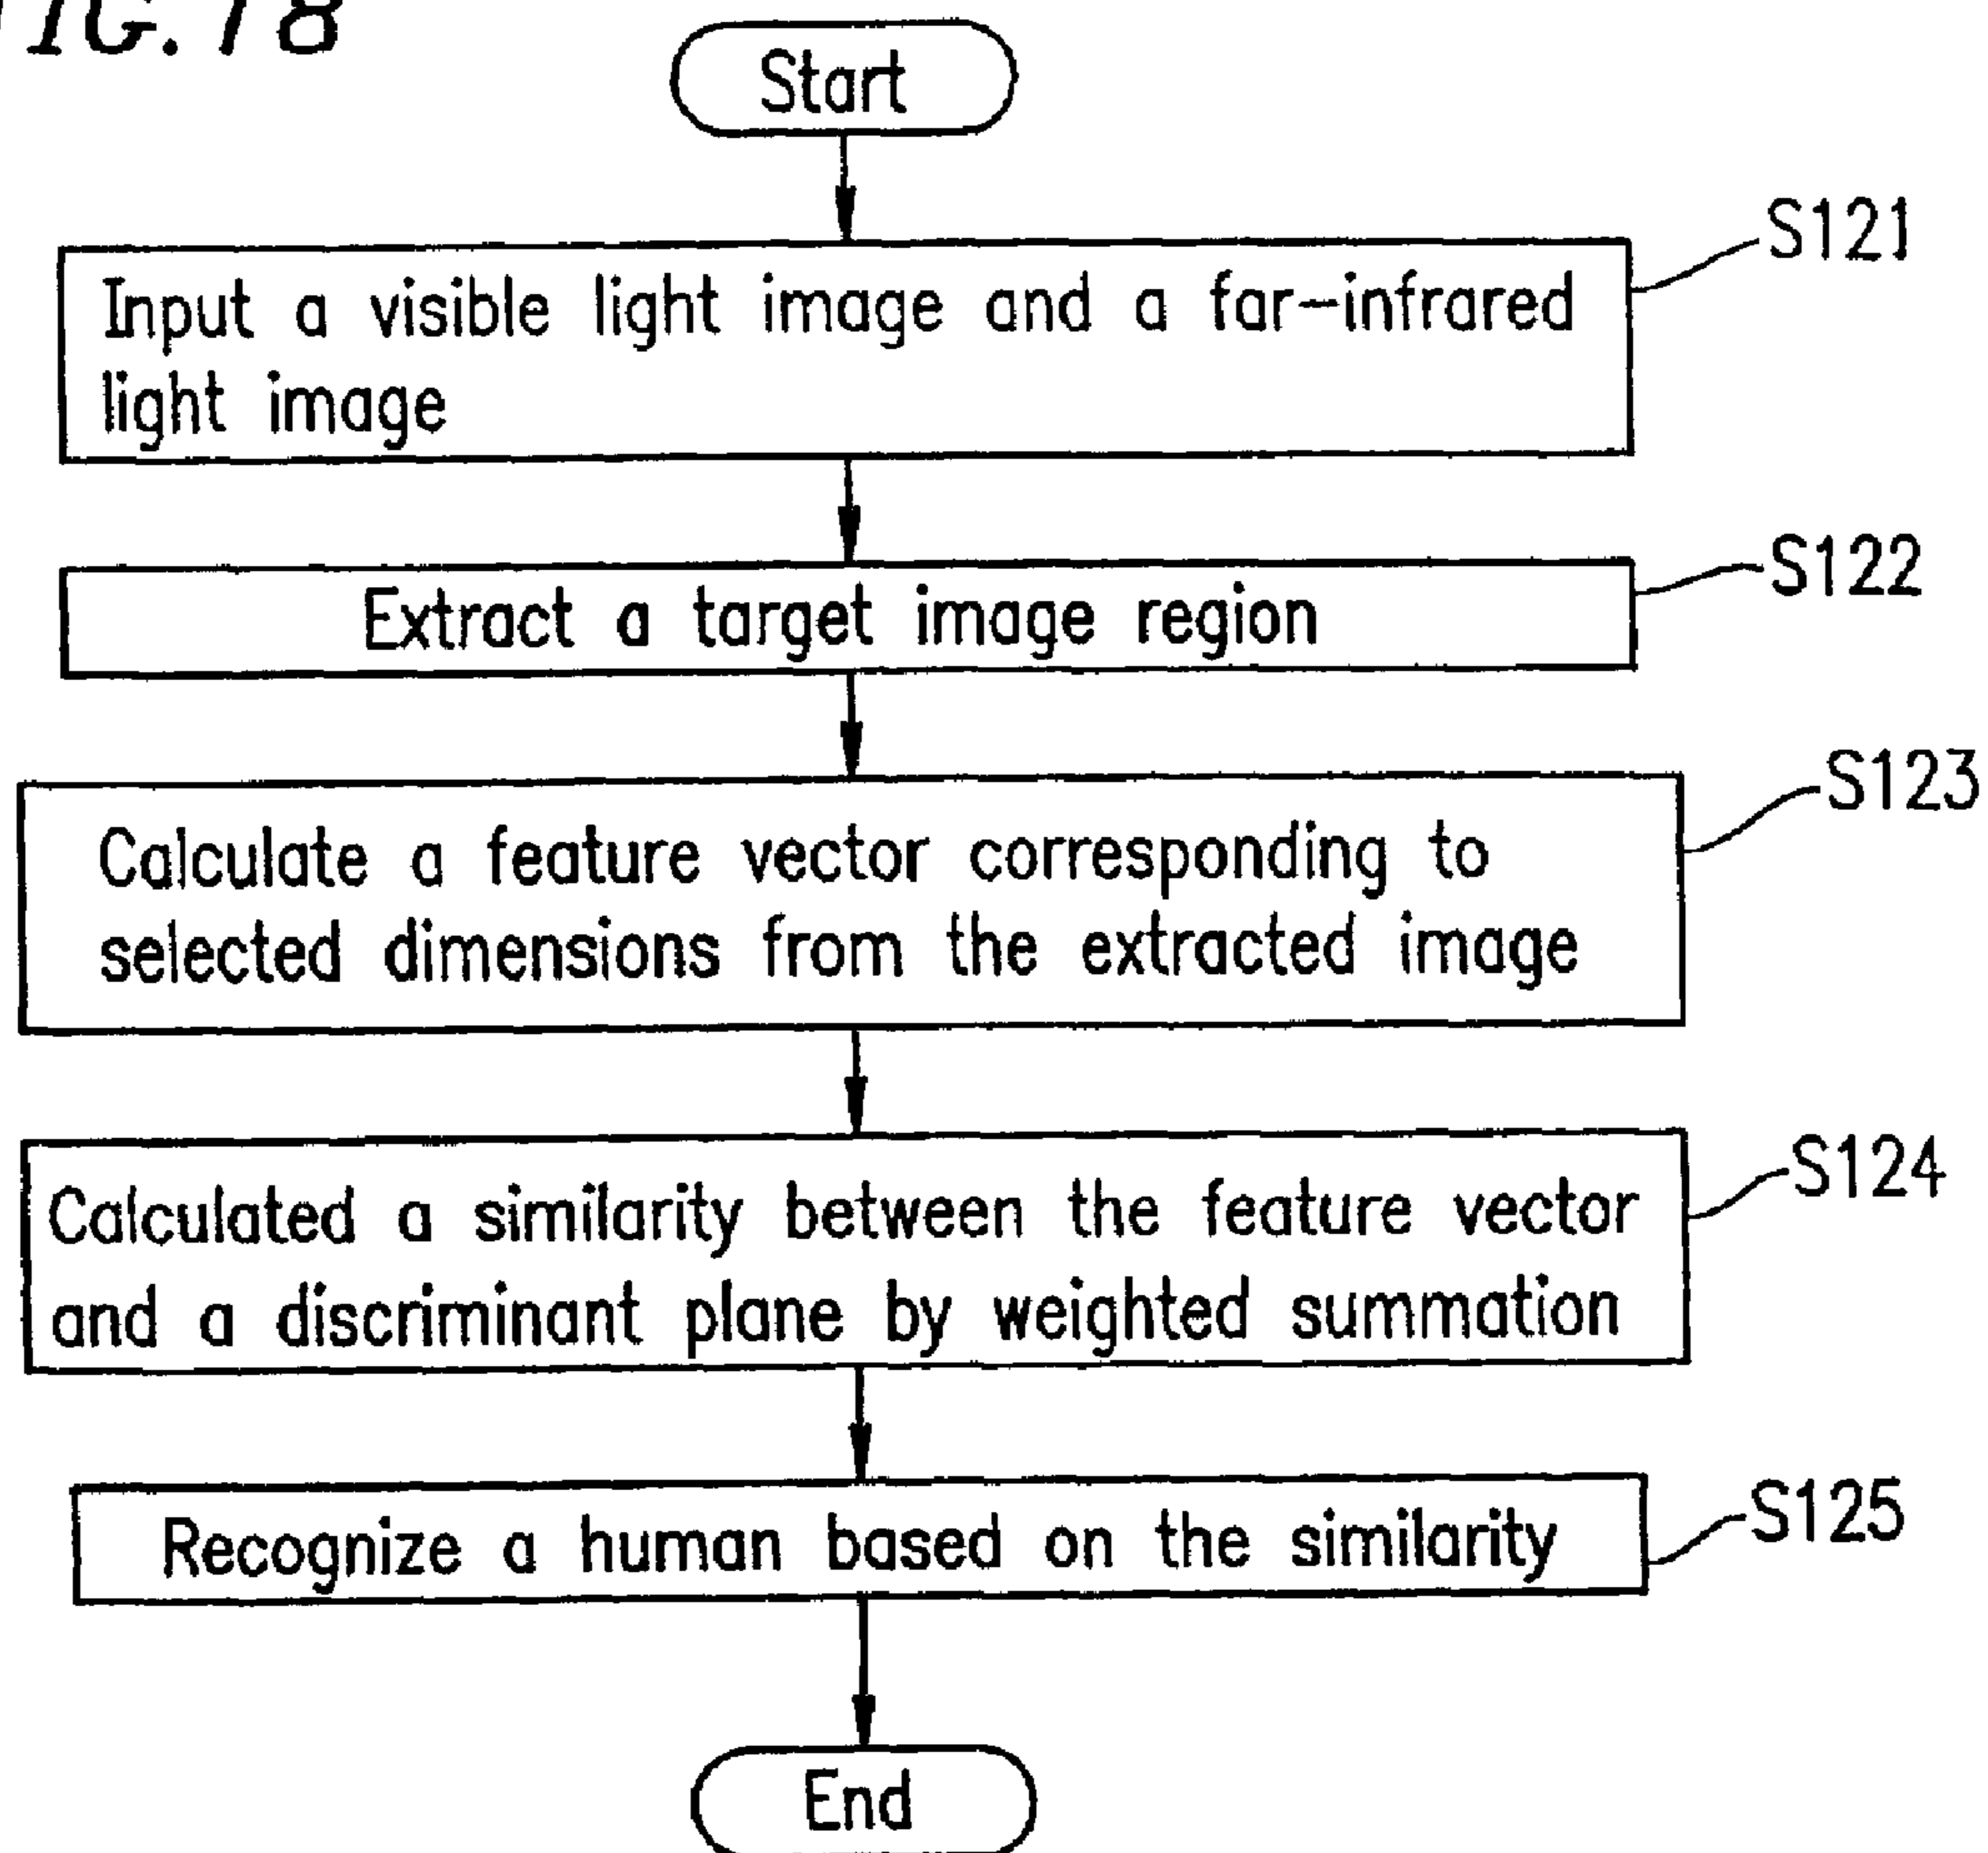 FIG. 18
Start
S121
Input a visible light image and a far-infrared
light image
S122
Extract a target image region
S123
Calculate a feature vector corresponding to
selected dimensions from the extracted image
S124
Calculated a similarity between the feature vector
and a discriminant plane by weighted summation
S125
Recognize a human based on the similarity
End